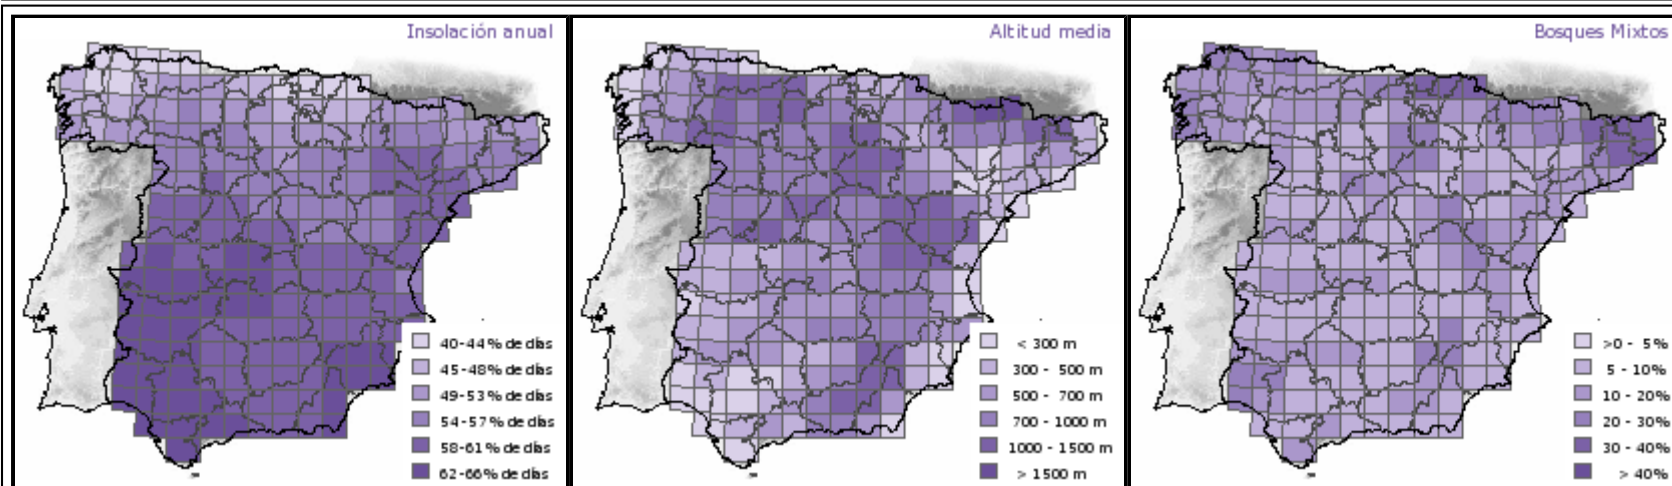 Insolación anual
40-44% de días
45-48% de días
49-53% de días
54-57% de días
58-61% de días
62-66% de días
Altitud media
< 300 m
300 - 500 m
500 - 700 m
700 - 1000 m
1000 - 1500 m
> 1500 m
Bosques Mixtos
>0 - 5%
5 - 10%
10 - 20%
20 - 30%
30 - 40%
> 40%